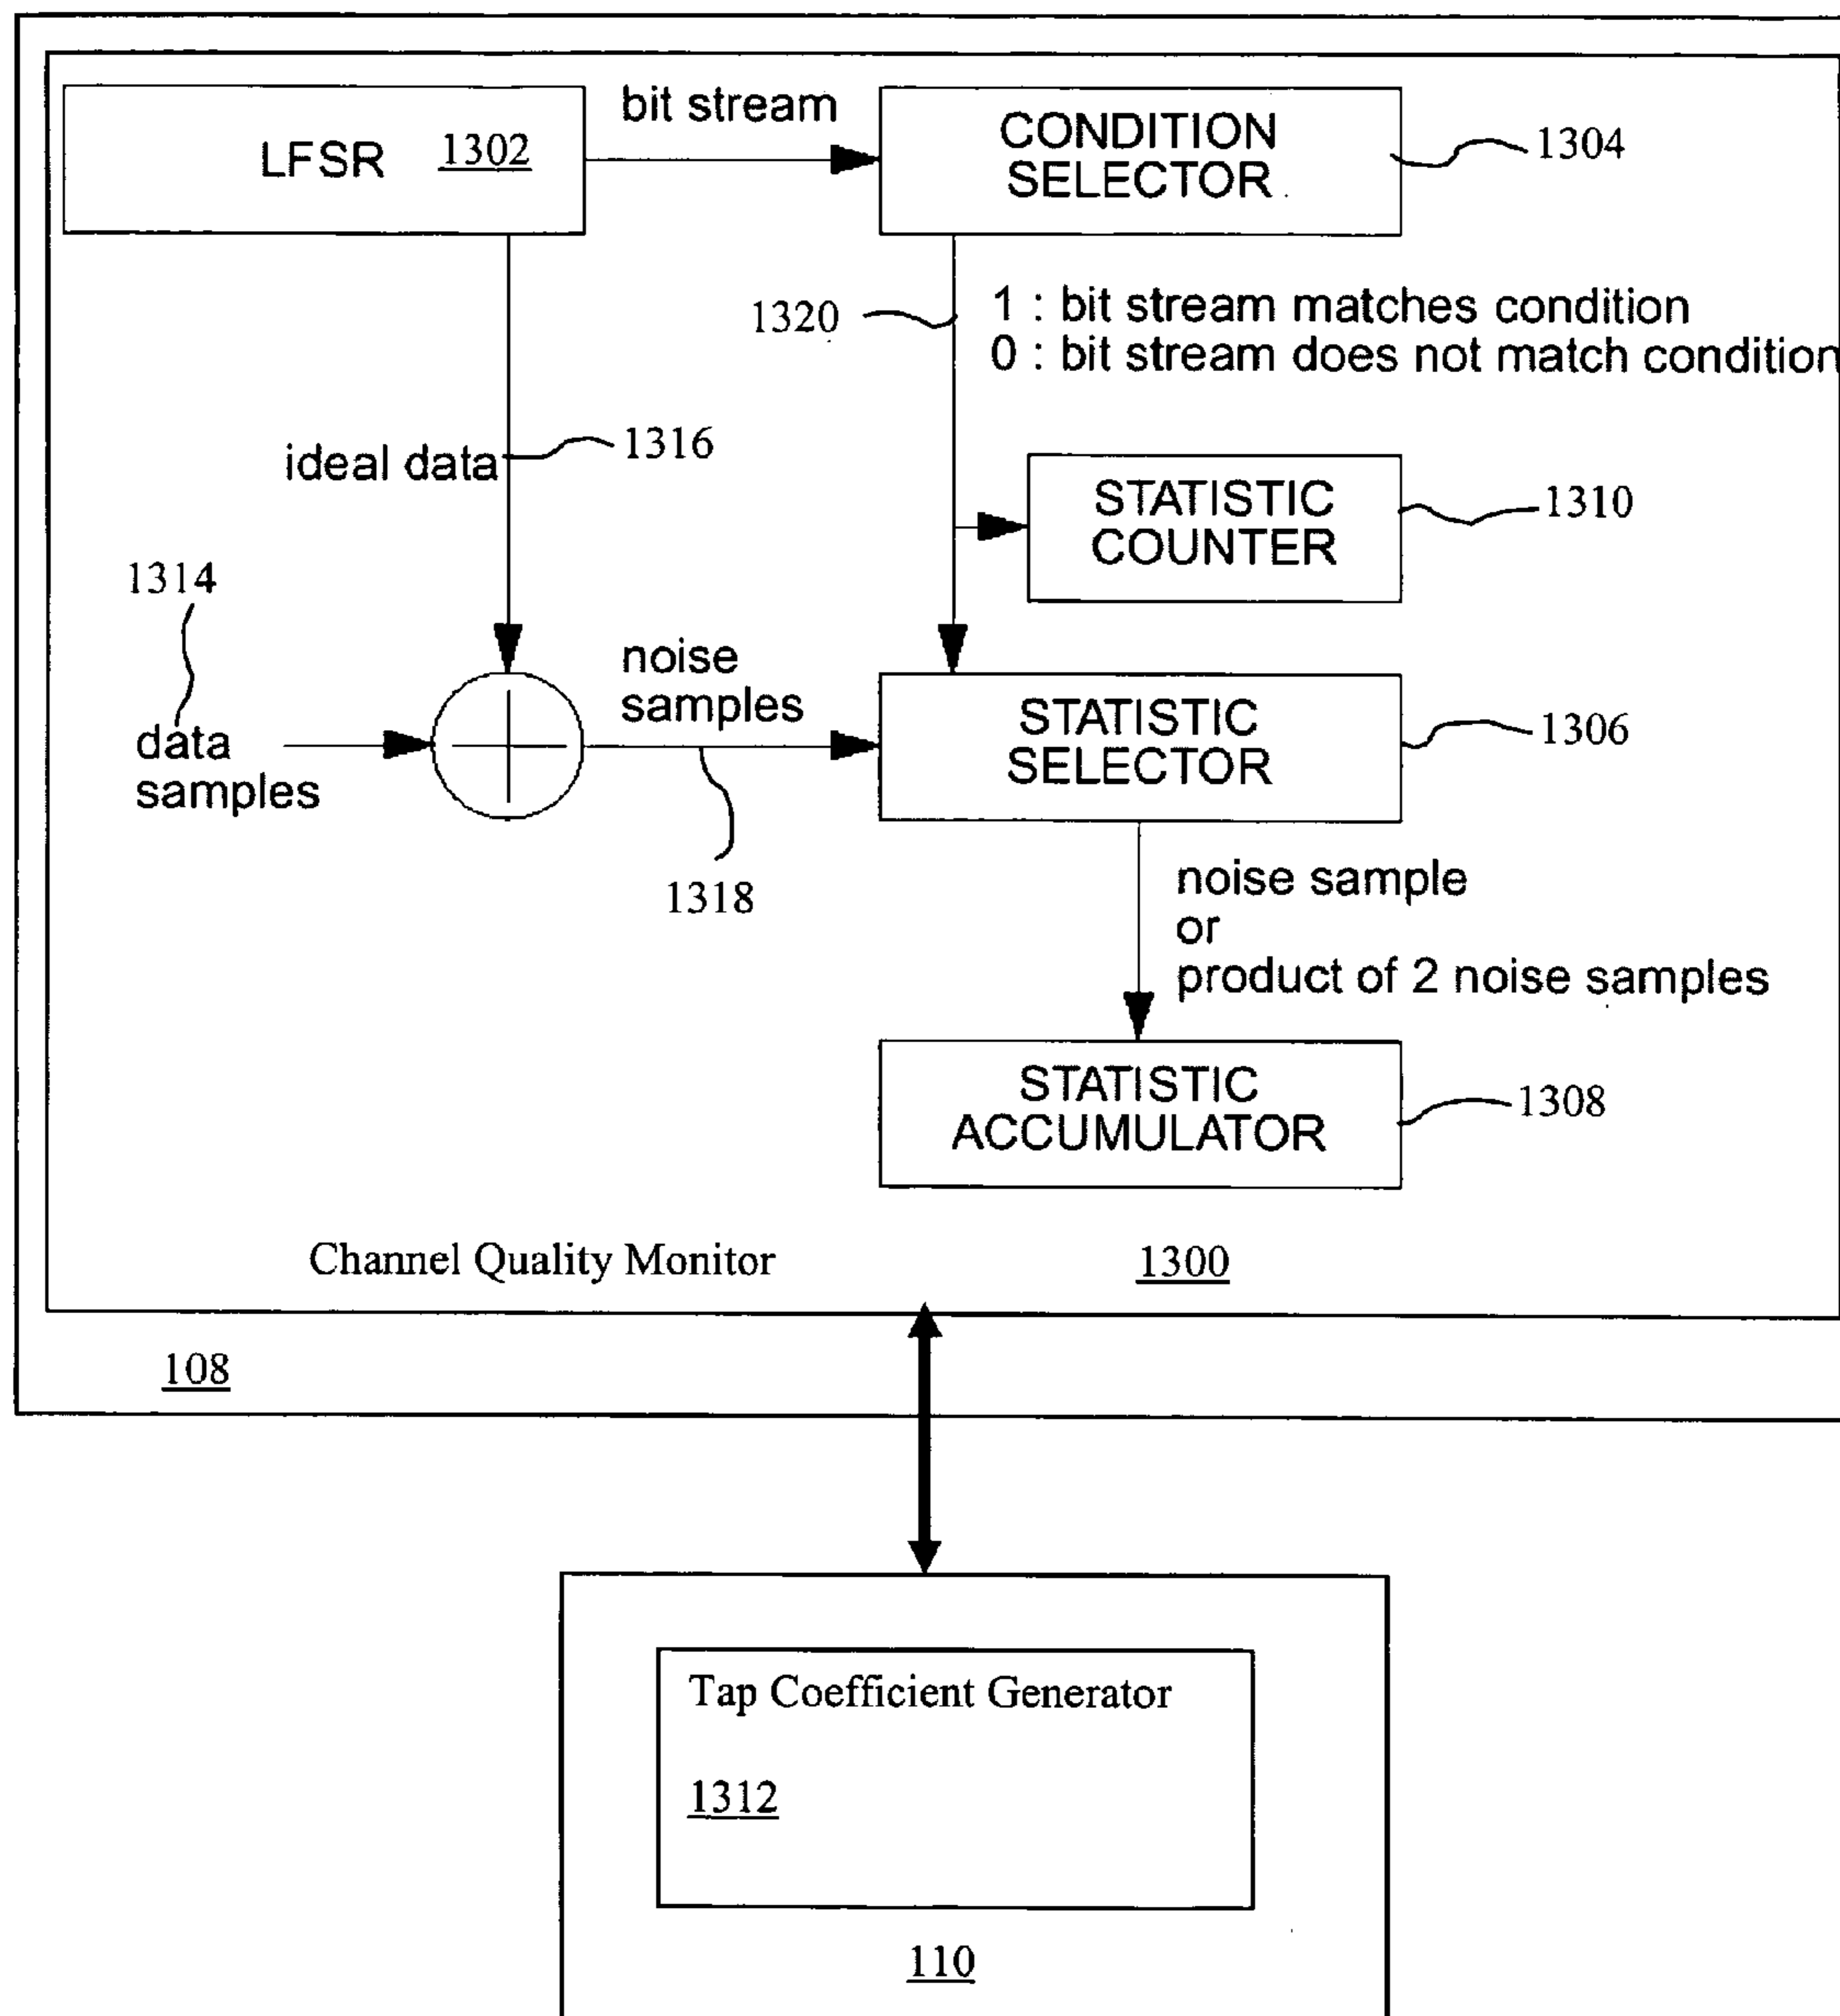 LFSR 1302
bit stream
CONDITION
SELECTOR
1304
1320
1 : bit stream matches condition
0 : bit stream does not match condition
ideal data
1316
STATISTIC
COUNTER
1310
1314
data
samples
noise
samples
1318
STATISTIC
SELECTOR
1306
noise sample
or
product of 2 noise samples
STATISTIC
ACCUMULATOR
1308
Channel Quality Monitor 1300
108
Tap Coefficient Generator
1312
110